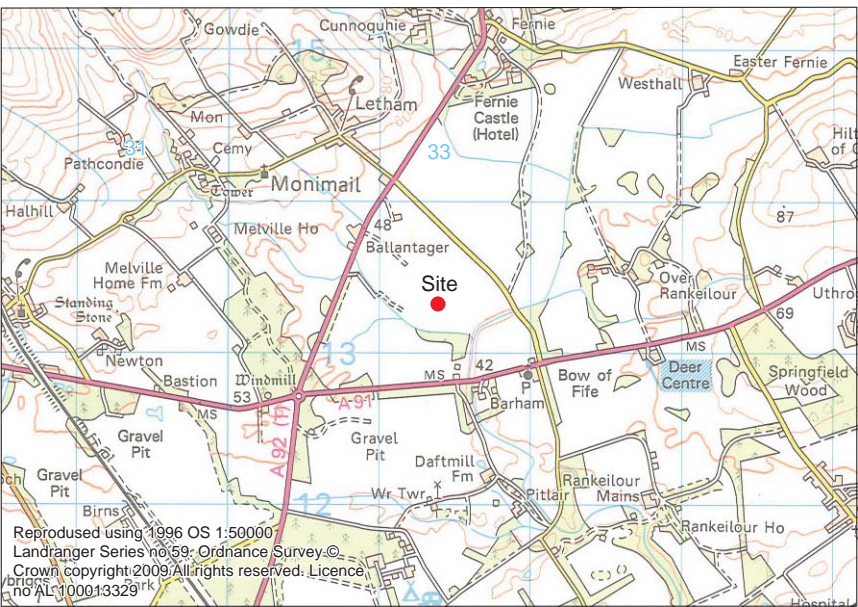 Gowdie
Cunnoquhie
Fernie
15
Easter Fernie
Westhall
Letham
Fernie
Castle
(Hotel)
Mon
Cemy
31
33
Pathcondie
Tower
Monimail
Halhill
48
87
Melville Ho
Ballantager
Melville
Home Fm
Site
Over
Rankeilour
Standing
Stone
69
Uthro
13
MS
Newton
42
Bastion
Windmill
MS
P
Bow of
Fife
Deer
Centre
Springfield
Wood
53
MS
A 91
Barham
Gravel
Pit
A 92 (T)
Gravel
Pit
Daftmill
Fm
Gravel
Pit
Wr Twr
Pitlair
Rankeilour
Mains
Birns
12
Rankeilour Ho
Reprodused using 1996 OS 1:50000
Landranger Series no 59. Ordnance Survey ©
Crown copyright 2009 All rights reserved. Licence
no AL 100013329
Park
Hospital